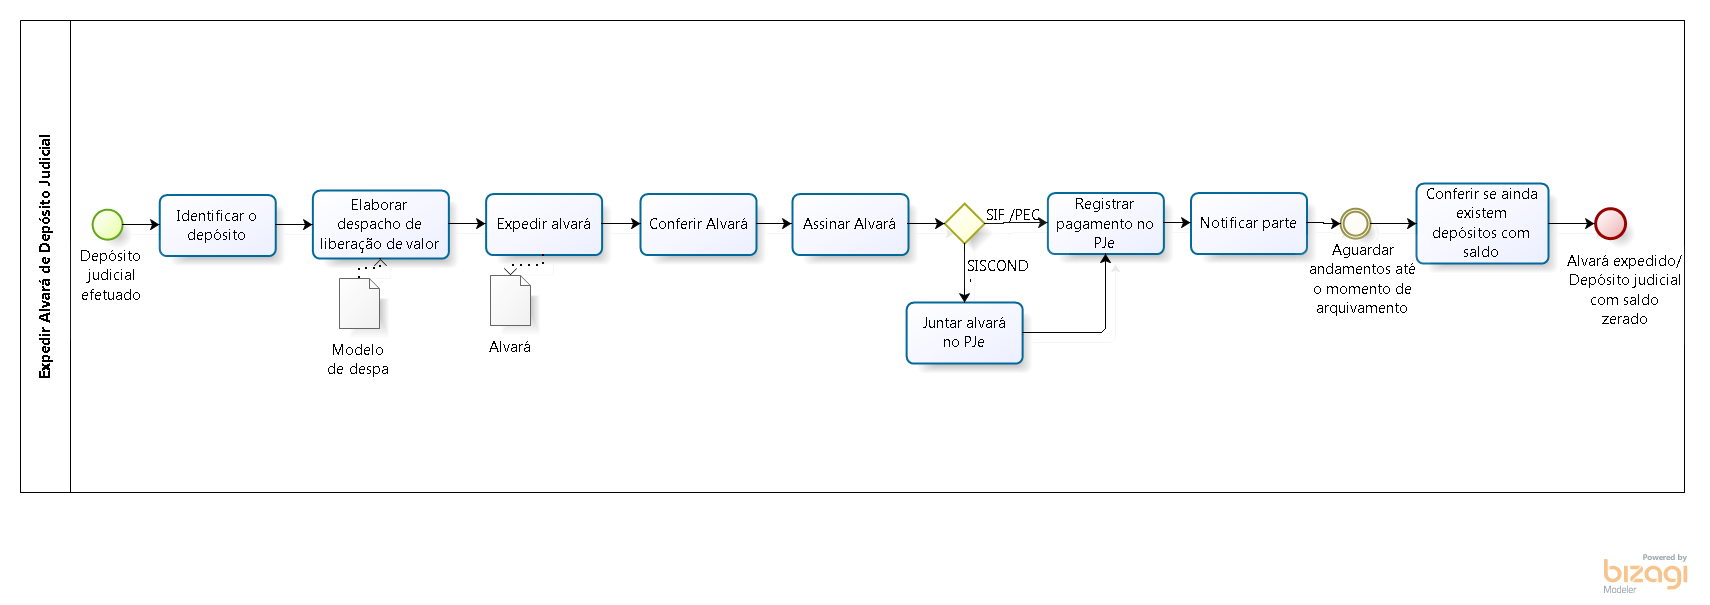 Expedir Alvará de Depósito Judicial
Depósito
judicial
efetuado
Identificar o
depósito
Elaborar
despacho de
liberação de valor
Modelo
de despa
Expedir alvará
Alvará
Conferir Alvará
Assinar Alvará
SIF /PEC
SISCOND
Juntar alvará
no PJe
Registrar
pagamento no
PJe
Notificar parte
Aguardar
andamentos até
o momento de
arquivamento
Conferir se ainda
existem
depósitos com
saldo
Alvará expedido/
Depósito judicial
com saldo
zerado
Powered by
bizagi
Modeler